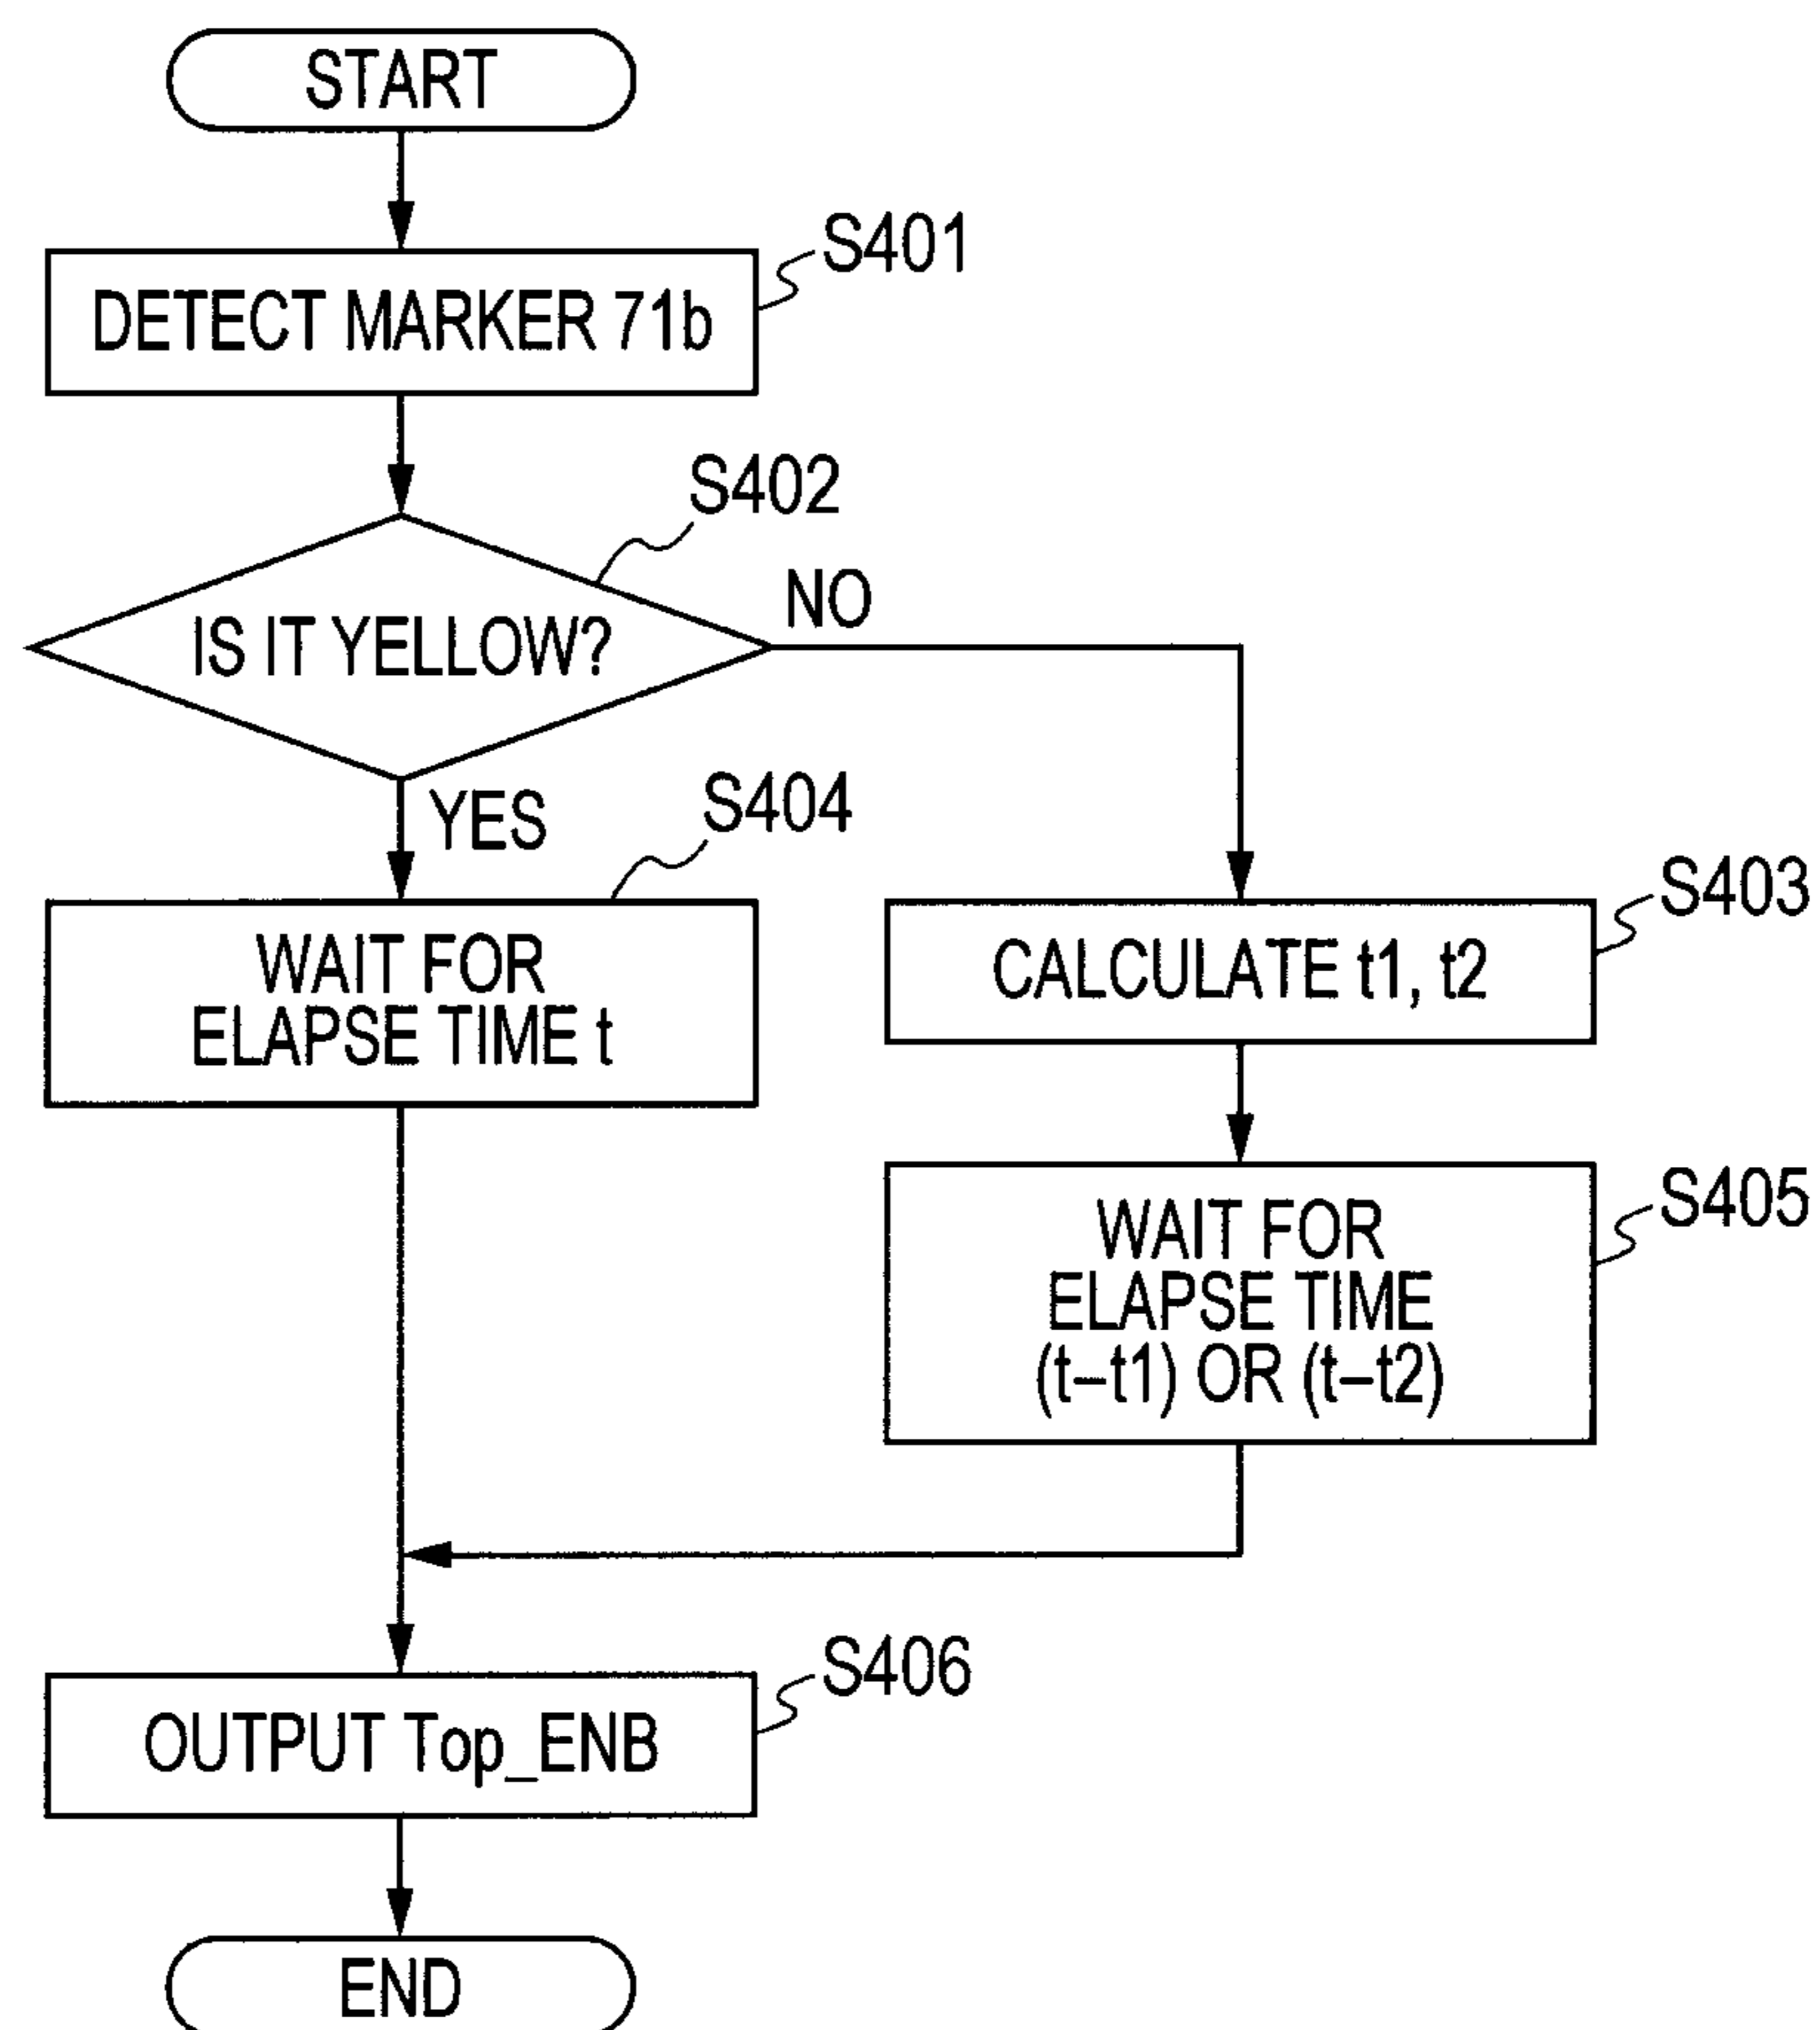 START
S401
DETECT MARKER 71b
S402
IS IT YELLOW?
NO
YES
S404
WAIT FOR
ELAPSE TIME t
S403
CALCULATE t1, t2
S405
WAIT FOR
ELAPSE TIME
(t–t1) OR (t–t2)
S406
OUTPUT Top_ENB
END